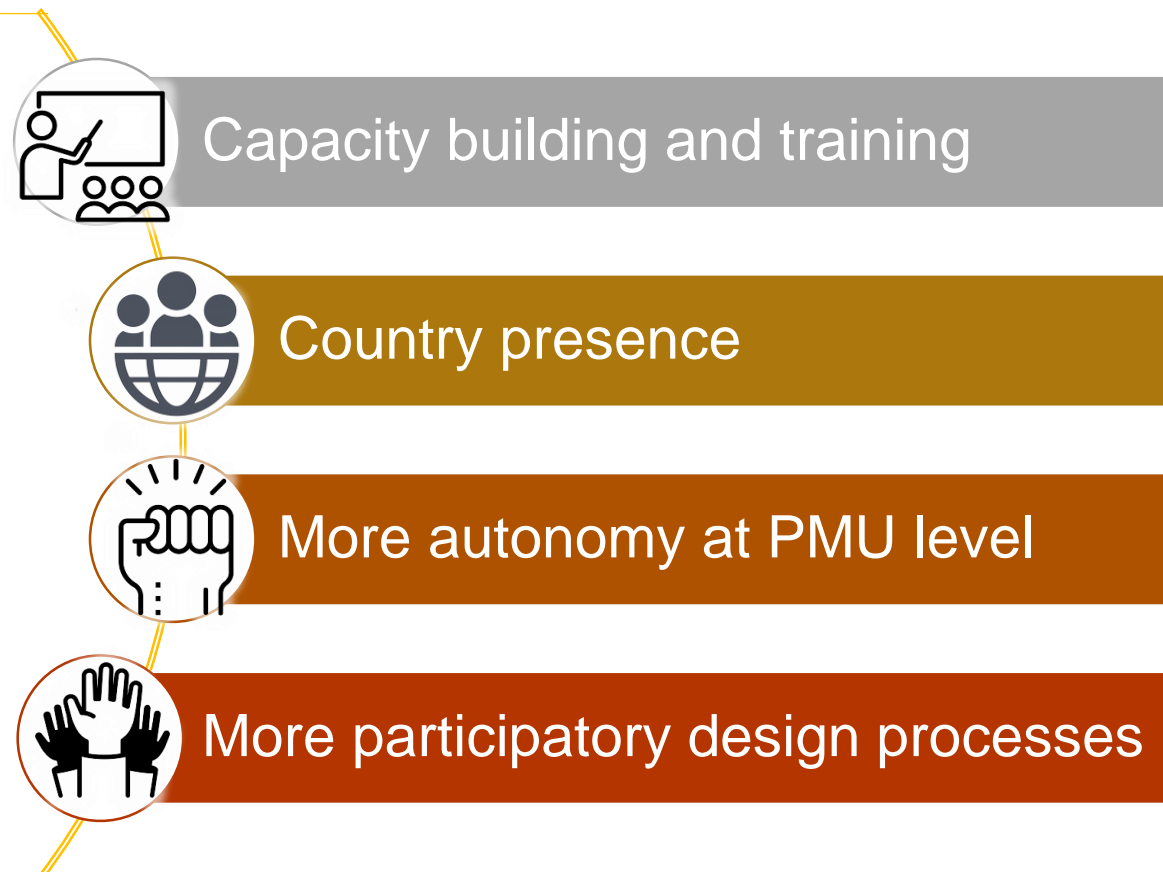 Capacity building and training
Country presence
More autonomy at PMU level
More participatory design processes